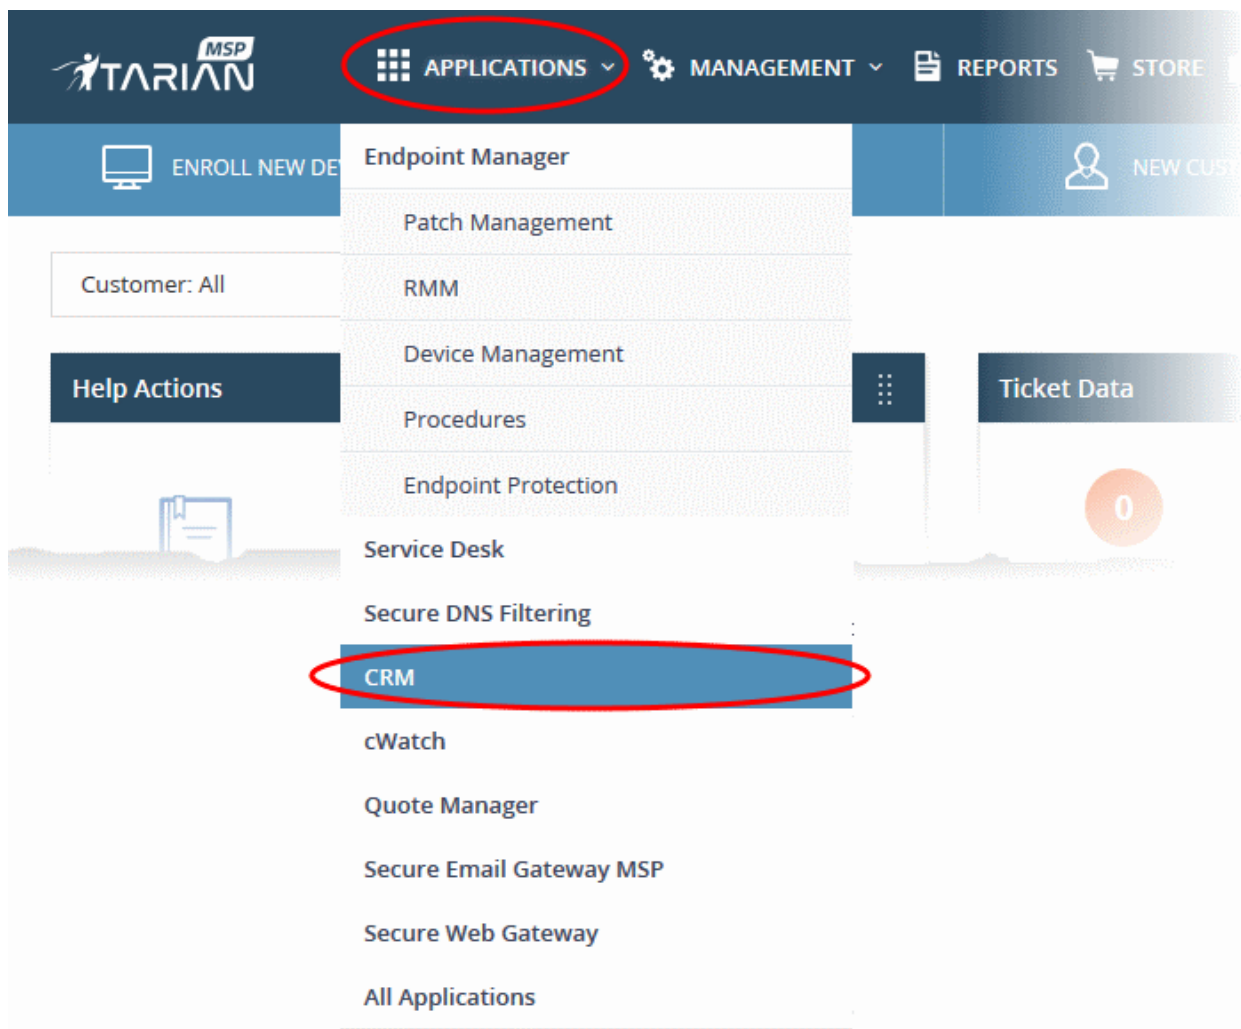 ITARIAN MSP
APPLICATIONS
MANAGEMENT
REPORTS
STORE
ENROLL NEW
NEW
Endpoint Manager
Patch Management
Customer: All
RMM
Device Management
Help Actions
Ticket Data
Procedures
Endpoint Protection
0
Service Desk
Secure DNS Filtering
CRM
cWatch
Quote Manager
Secure Email Gateway MSP
Secure Web Gateway
All Applications